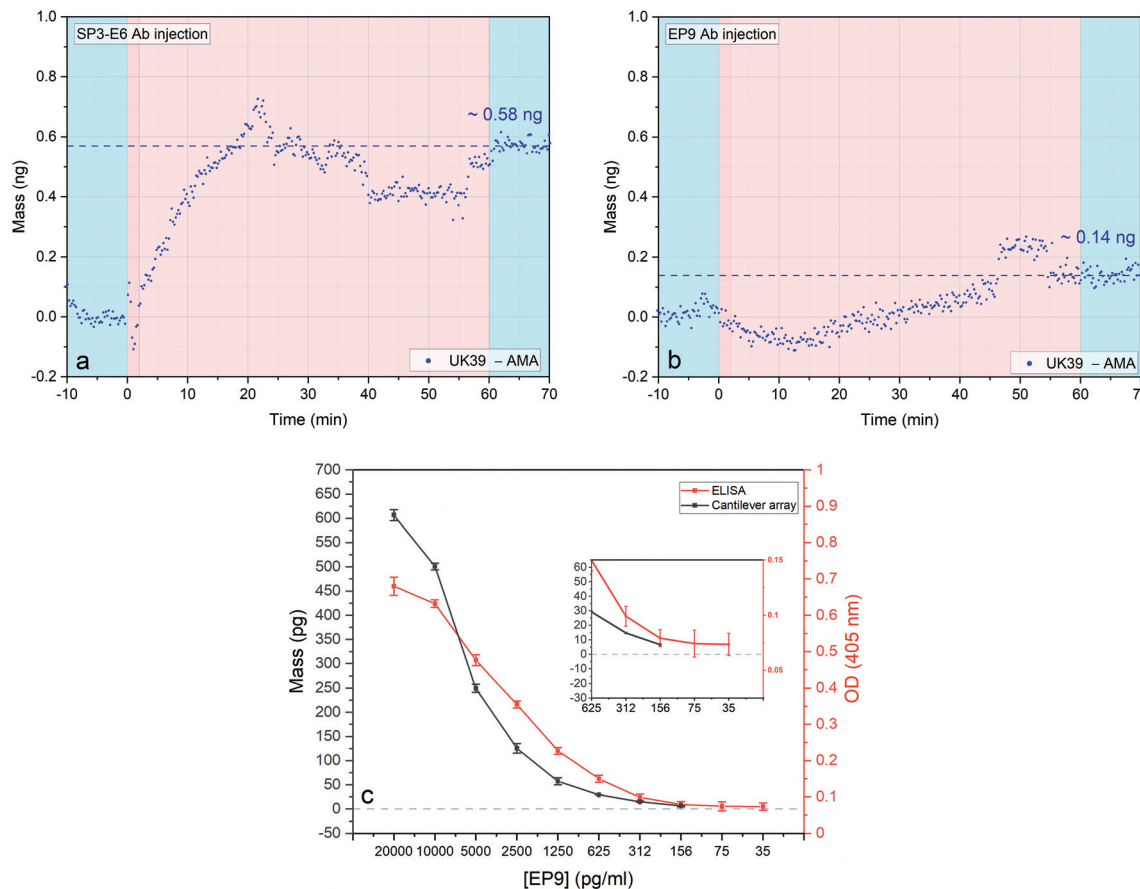 SP3-E6 Ab injection
~ 0.58 ng
1.0
0.8
0.6
0.4
0.2
0.0
-0.2
Mass (ng)
a
UK39 – AMA
-10 0 10 20 30 40 50 60 70
Time (min)
EP9 Ab injection
~ 0.14 ng
1.0
0.8
0.6
0.4
0.2
0.0
-0.2
Mass (ng)
b
UK39 – AMA
-10 0 10 20 30 40 50 60 70
Time (min)
700
650
600
550
500
450
400
350
300
250
200
150
100
50
0
-50
Mass (pg)
ELISA
Cantilever array
60
50
40
30
20
10
0
-10
-20
-30
0.15
0.1
0.05
625 312 156 75 35
1
0.9
0.8
0.7
0.6
0.5
0.4
0.3
0.2
0.1
0
OD (405 nm)
c
20000 10000 5000 2500 1250 625 312 156 75 35
[EP9] (pg/ml)